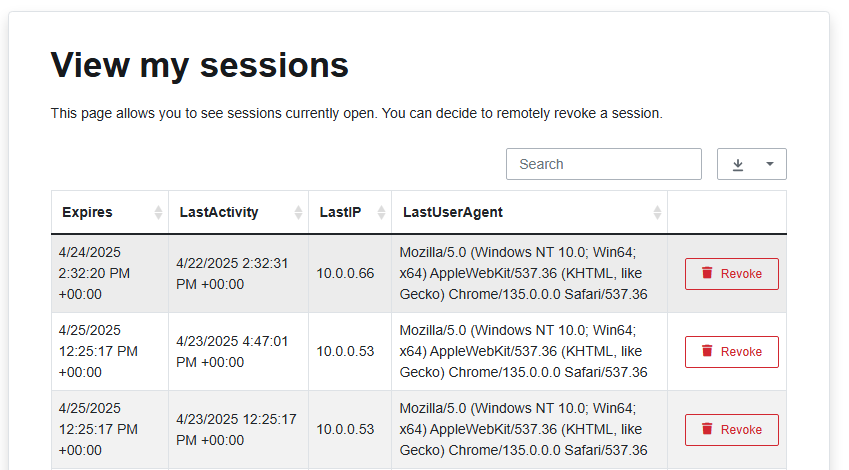 View my sessions
This page allows you to see sessions currently open. You can decide to remotely revoke a session.
Search
Expires LastActivity LastIP LastUserAgent
4/24/2025 2:32:20 PM +00:00 4/22/2025 2:32:31 PM +00:00 10.0.0.66 Mozilla/5.0 (Windows NT 10.0; Win64; x64) AppleWebKit/537.36 (KHTML, like Gecko) Chrome/135.0.0.0 Safari/537.36 Revoke
4/25/2025 12:25:17 PM +00:00 4/23/2025 4:47:01 PM +00:00 10.0.0.53 Mozilla/5.0 (Windows NT 10.0; Win64; x64) AppleWebKit/537.36 (KHTML, like Gecko) Chrome/135.0.0.0 Safari/537.36 Revoke
4/25/2025 12:25:17 PM +00:00 4/23/2025 12:25:17 PM +00:00 10.0.0.53 Mozilla/5.0 (Windows NT 10.0; Win64; x64) AppleWebKit/537.36 (KHTML, like Gecko) Chrome/135.0.0.0 Safari/537.36 Revoke